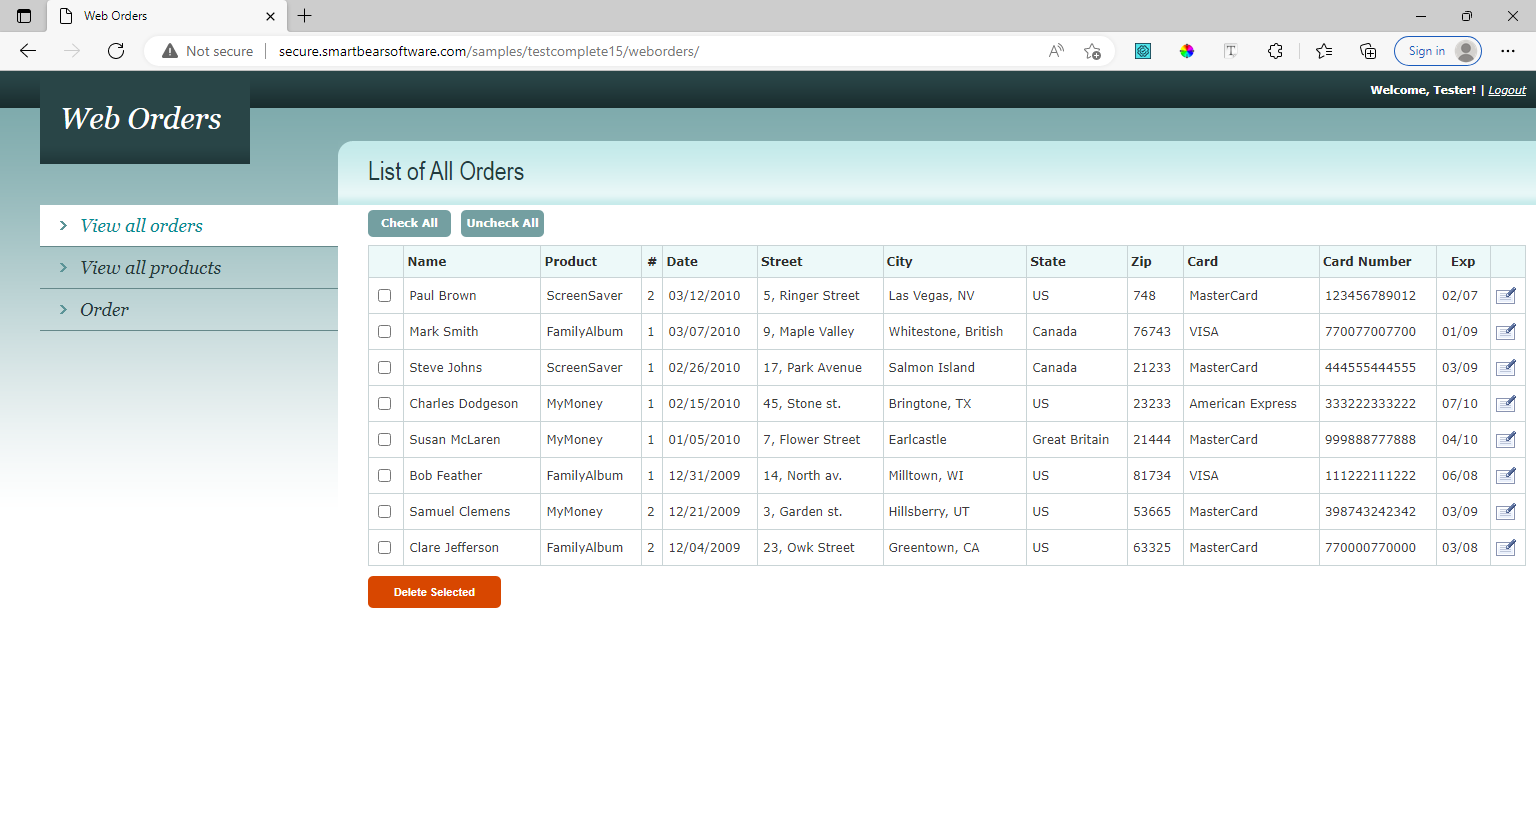 Web Orders
Not secure
secure.smartbearsoftware.com/samples/testcomplete15/weborders/
Sign in
Welcome, Tester! | Logout
Web Orders
List of All Orders
View all orders
View all products
Order
Check All Uncheck All
Name Product # Date Street City State Zip Card Card Number Exp
Paul Brown ScreenSaver 2 03/12/2010 5, Ringer Street Las Vegas, NV US 748 MasterCard 123456789012 02/07
Mark Smith FamilyAlbum 1 03/07/2010 9, Maple Valley Whitestone, British Canada 76743 VISA 770077007700 01/09
Steve Johns ScreenSaver 1 02/26/2010 17, Park Avenue Salmon Island Canada 21233 MasterCard 444555444555 03/09
Charles Dodgeson MyMoney 1 02/15/2010 45, Stone st. Bringtone, TX US 23233 American Express 333222333222 07/10
Susan McLaren MyMoney 1 01/05/2010 7, Flower Street Earlcastle Great Britain 21444 MasterCard 999888777888 04/10
Bob Feather FamilyAlbum 1 12/31/2009 14, North av. Milltown, WI US 81734 VISA 111222111222 06/08
Samuel Clemens MyMoney 2 12/21/2009 3, Garden st. Hillsberry, UT US 53665 MasterCard 398743242342 03/09
Clare Jefferson FamilyAlbum 2 12/04/2009 23, Owk Street Greentown, CA US 63325 MasterCard 770000770000 03/08
Delete Selected